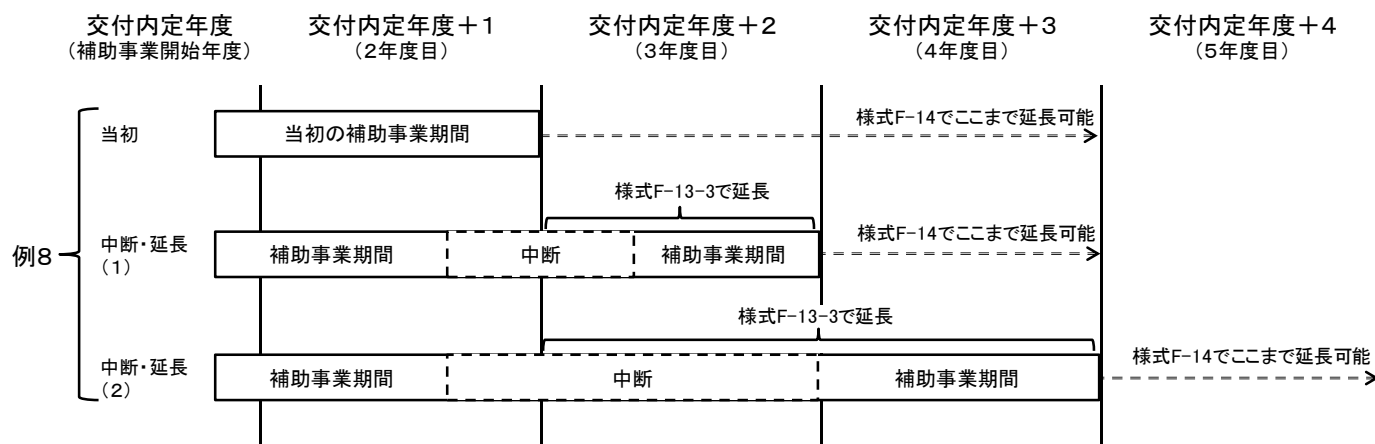 交付内定年度 交付内定年度+1 交付内定年度+2 交付内定年度+3 交付内定年度+4
(補助事業開始年度) (2年度目) (3年度目) (4年度目) (5年度目)
例8
当初
当初の補助事業期間
様式F-14でここまで延長可能
様式F-13-3で延長
中断・延長
(1)
補助事業期間 中断 補助事業期間
様式F-14でここまで延長可能
様式F-13-3で延長
中断・延長
(2)
補助事業期間 中断 補助事業期間
様式F-14でここまで延長可能